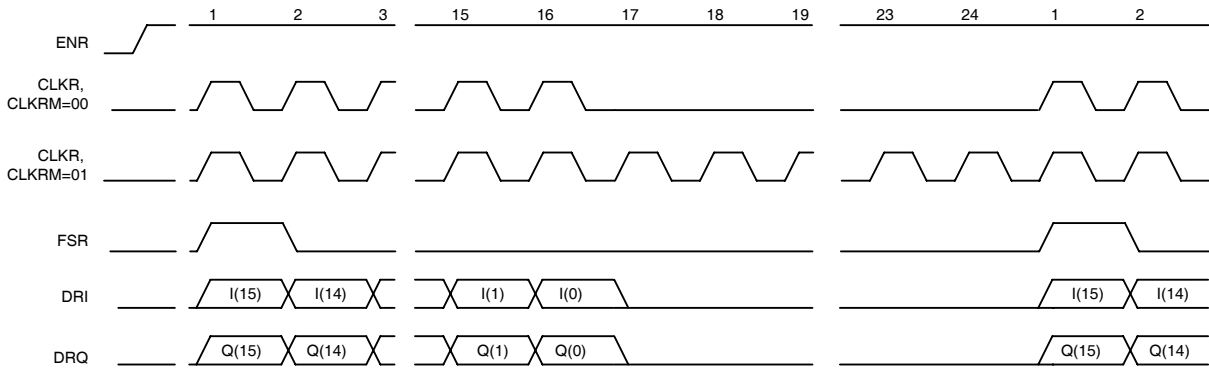 1 2 3 15 16 17 18 19 23 24 1 2
ENR
CLKR,
CLKRM=00
CLKR,
CLKRM=01
FSR
DRI I(15) I(14) I(1) I(0) I(15) I(14)
DRQ Q(15) Q(14) Q(1) Q(0) Q(15) Q(14)